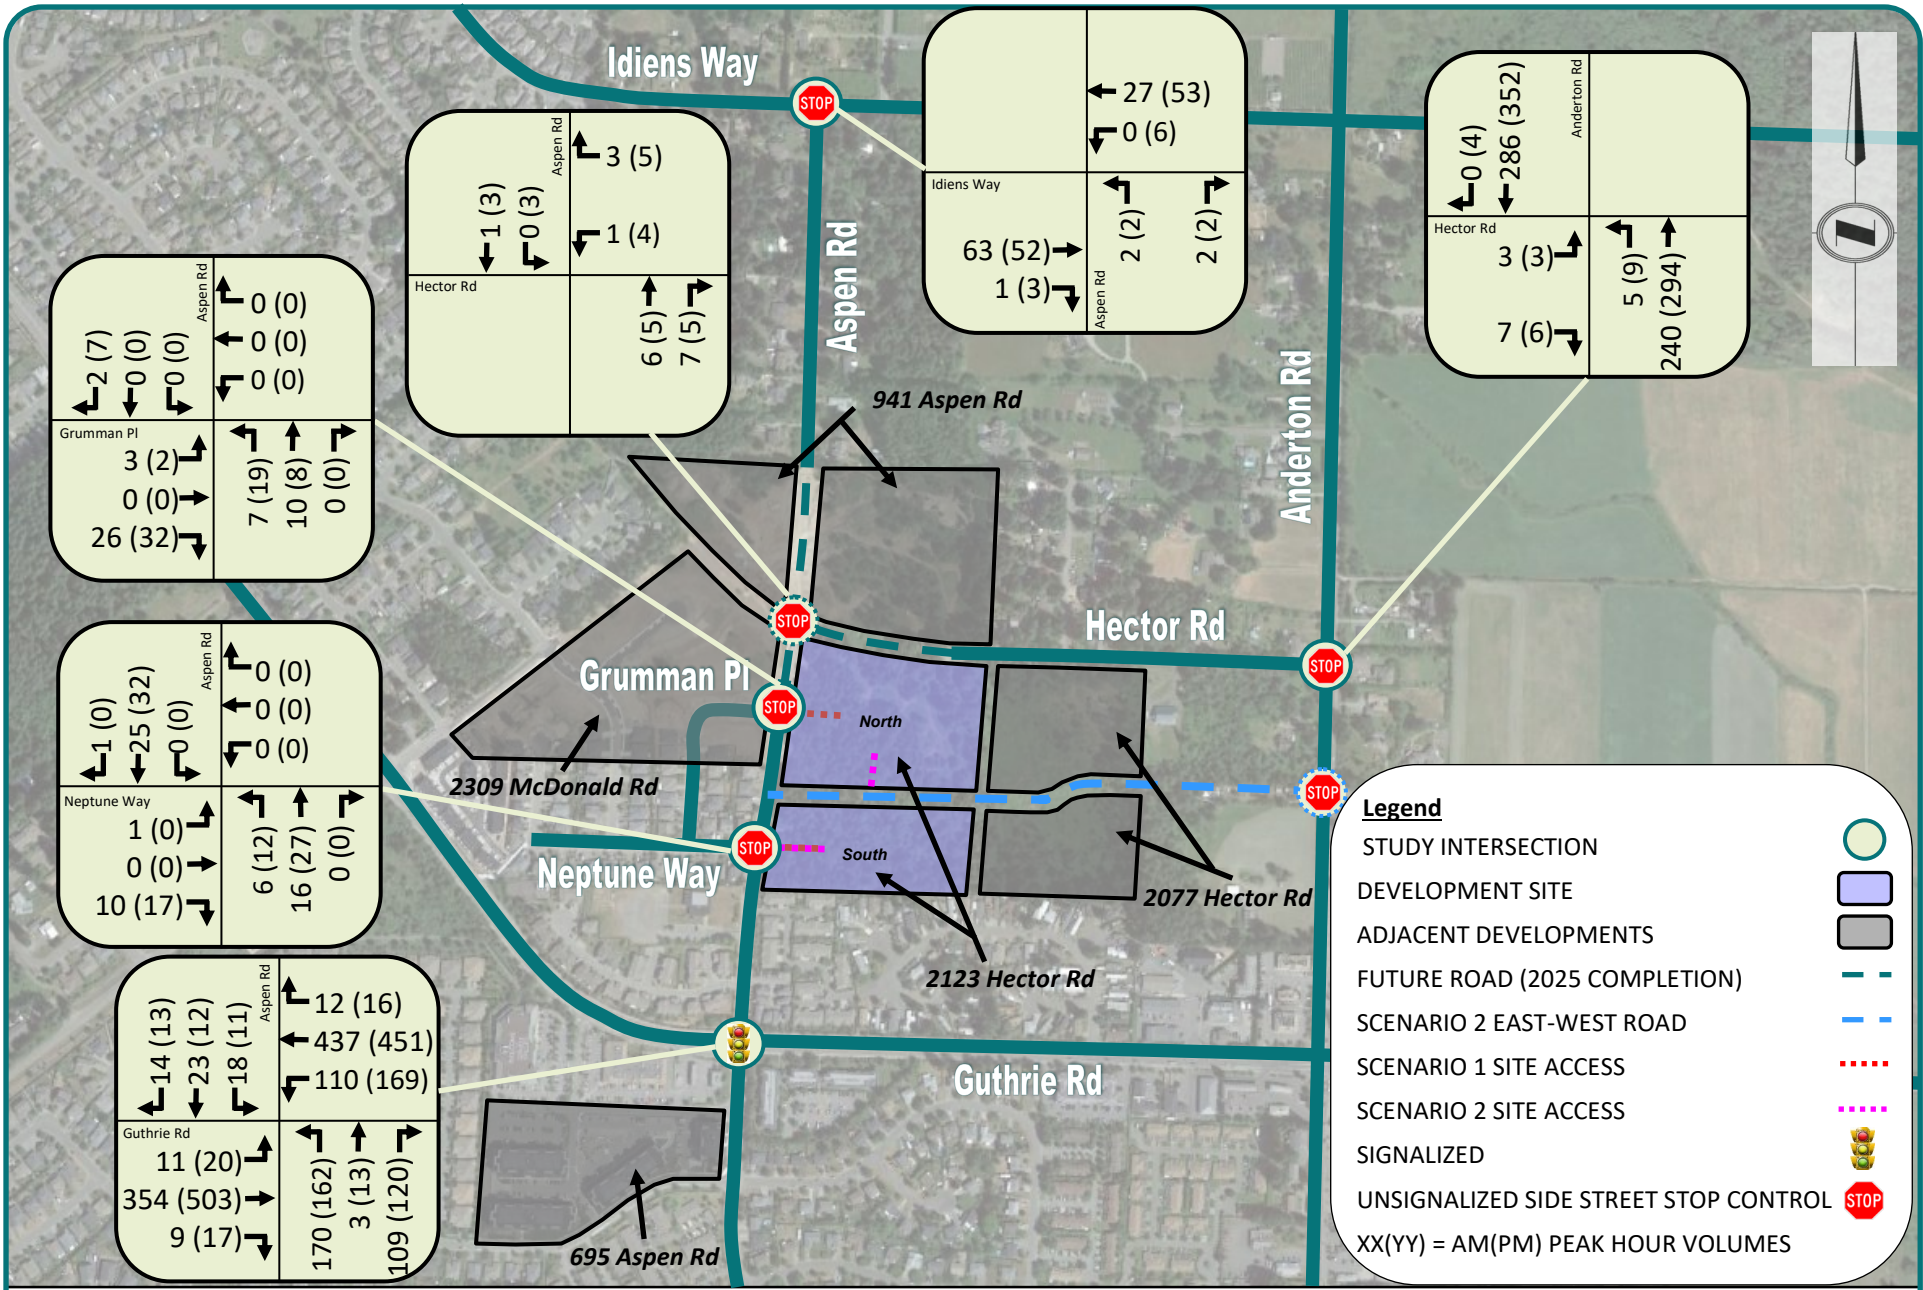 Idiens Way
STOP
27 (53)
0 (6)
Idiens Way
63 (52)
1 (3)
Aspen Rd
2 (2)
2 (2)
Anderton Rd
0 (4)
286 (352)
Hector Rd
3 (3)
7 (6)
5 (9)
240 (294)
Aspen Rd
3 (5)
1 (4)
1 (3)
0 (3)
Hector Rd
6 (5)
7 (5)
Aspen Rd
Anderton Rd
Aspen Rd
0 (0)
0 (0)
0 (0)
2 (7)
0 (0)
0 (0)
Grumman Pl
3 (2)
0 (0)
26 (32)
7 (19)
10 (8)
0 (0)
941 Aspen Rd
STOP
Hector Rd
STOP
Grumman Pl
STOP
North
2309 McDonald Rd
STOP
Aspen Rd
0 (0)
0 (0)
0 (0)
1 (0)
25 (32)
0 (0)
Neptune Way
1 (0)
0 (0)
10 (17)
6 (12)
16 (27)
0 (0)
STOP
South
Neptune Way
2077 Hector Rd
2123 Hector Rd
Aspen Rd
12 (16)
437 (451)
110 (169)
14 (13)
23 (12)
18 (11)
Guthrie Rd
11 (20)
354 (503)
9 (17)
170 (162)
3 (13)
109 (120)
Guthrie Rd
695 Aspen Rd
Legend
STUDY INTERSECTION
DEVELOPMENT SITE
ADJACENT DEVELOPMENTS
FUTURE ROAD (2025 COMPLETION)
SCENARIO 2 EAST-WEST ROAD
SCENARIO 1 SITE ACCESS
SCENARIO 2 SITE ACCESS
SIGNALIZED
UNSIGNALIZED SIDE STREET STOP CONTROL STOP
XX(YY) = AM(PM) PEAK HOUR VOLUMES